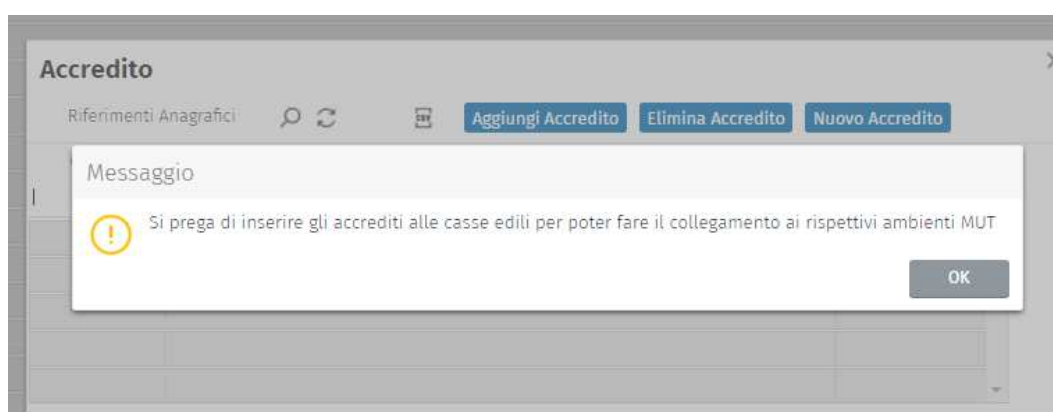 Accredito
Riferimenti Anagrafici Aggiungi Accredito Elimina Accredito Nuovo Accredito
Messaggio
Si prega di inserire gli accrediti alle casse edili per poter fare il collegamento ai rispettivi ambienti MUT
OK